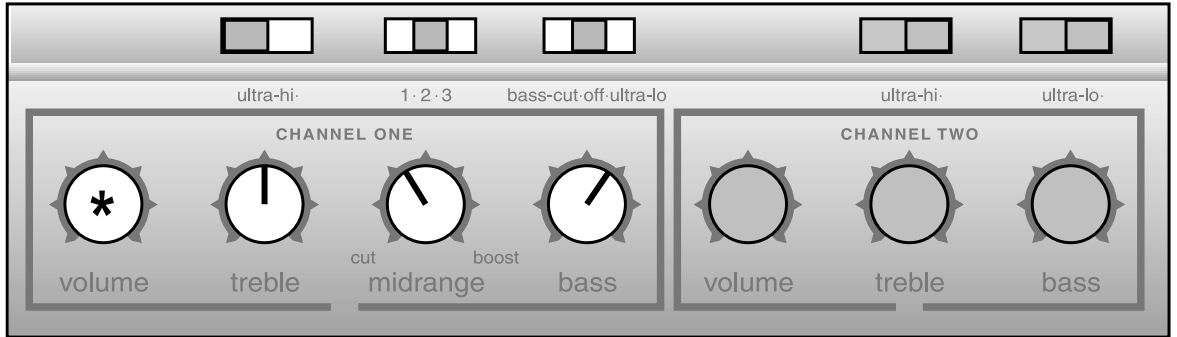 ultra-hi· 1·2·3 bass-cut·off·ultra-lo ultra-hi· ultra-lo·
CHANNEL ONE CHANNEL TWO
*
cut boost
volume treble midrange bass volume treble bass